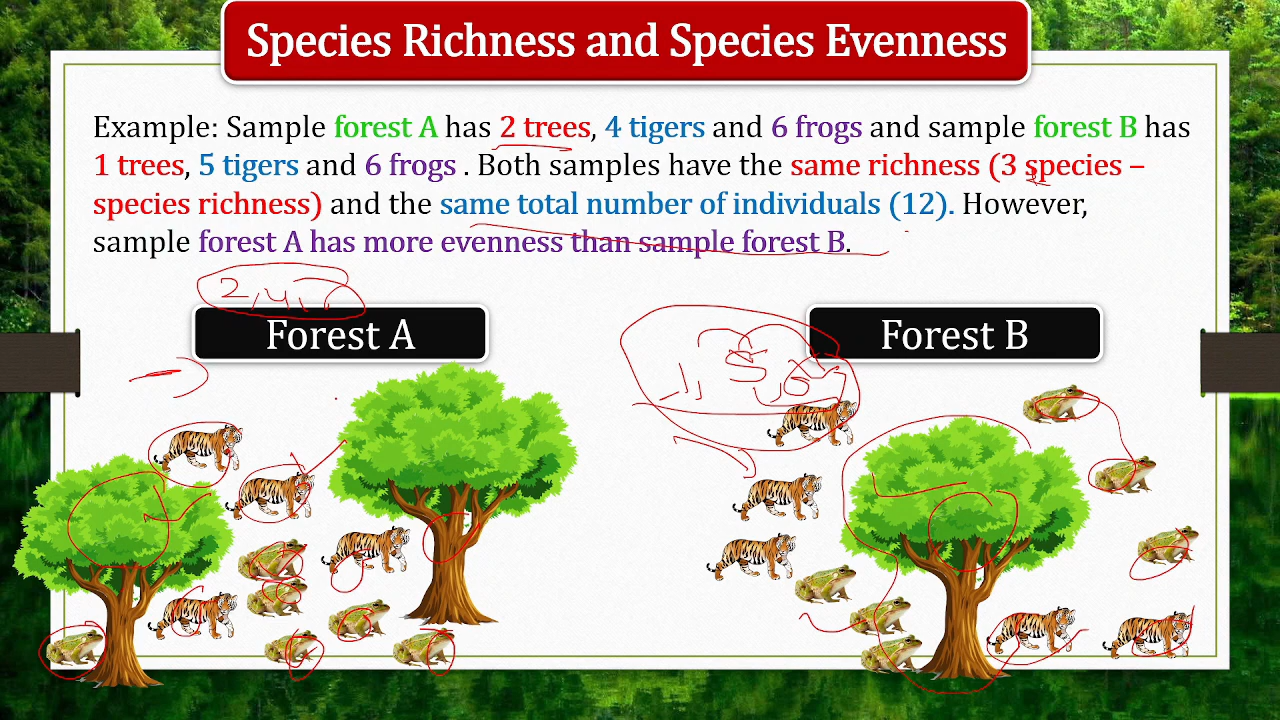 Species Richness and Species Evenness
Example: Sample forest A has 2 trees, 4 tigers and 6 frogs and sample forest B has
1 trees, 5 tigers and 6 frogs . Both samples have the same richness (3 species –
species richness) and the same total number of individuals (12). However,
sample forest A has more evenness than sample forest B.
2,4,6
Forest A
Forest B
1, 5, 6